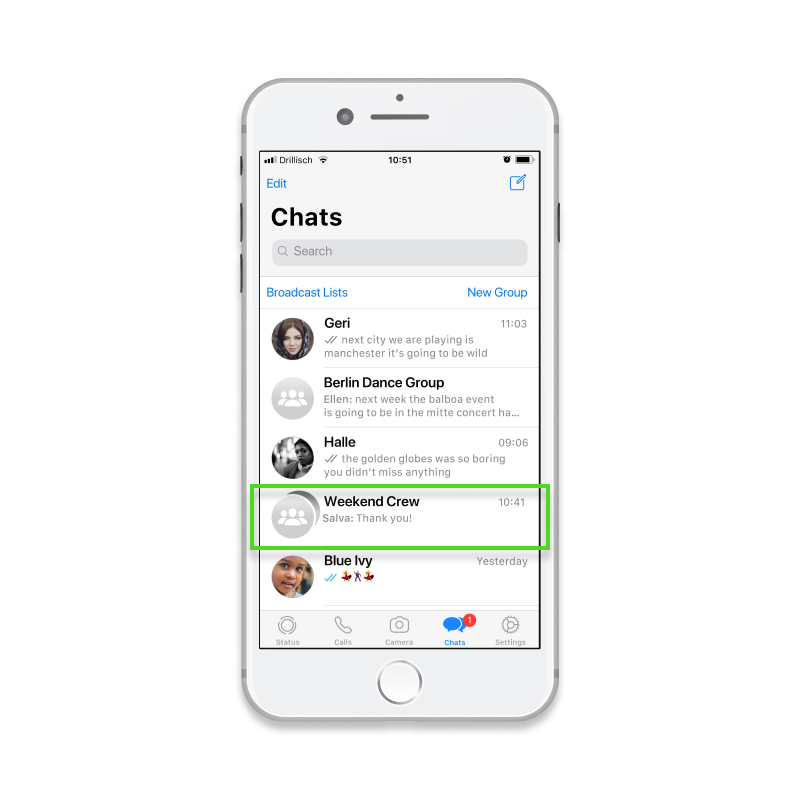 Drillisch 10:51
Edit
Chats
Search
Broadcast Lists New Group
Geri 11:03
next city we are playing is
manchester it's going to be wild
Berlin Dance Group
Ellen: next week the balboa event
is going to be in the mitte concert ha...
Halle 09:06
the golden globes was so boring
you didn't miss anything
Weekend Crew 10:41
Salva: Thank you!
Blue Ivy Yesterday
1
Status Calls Camera Chats Settings